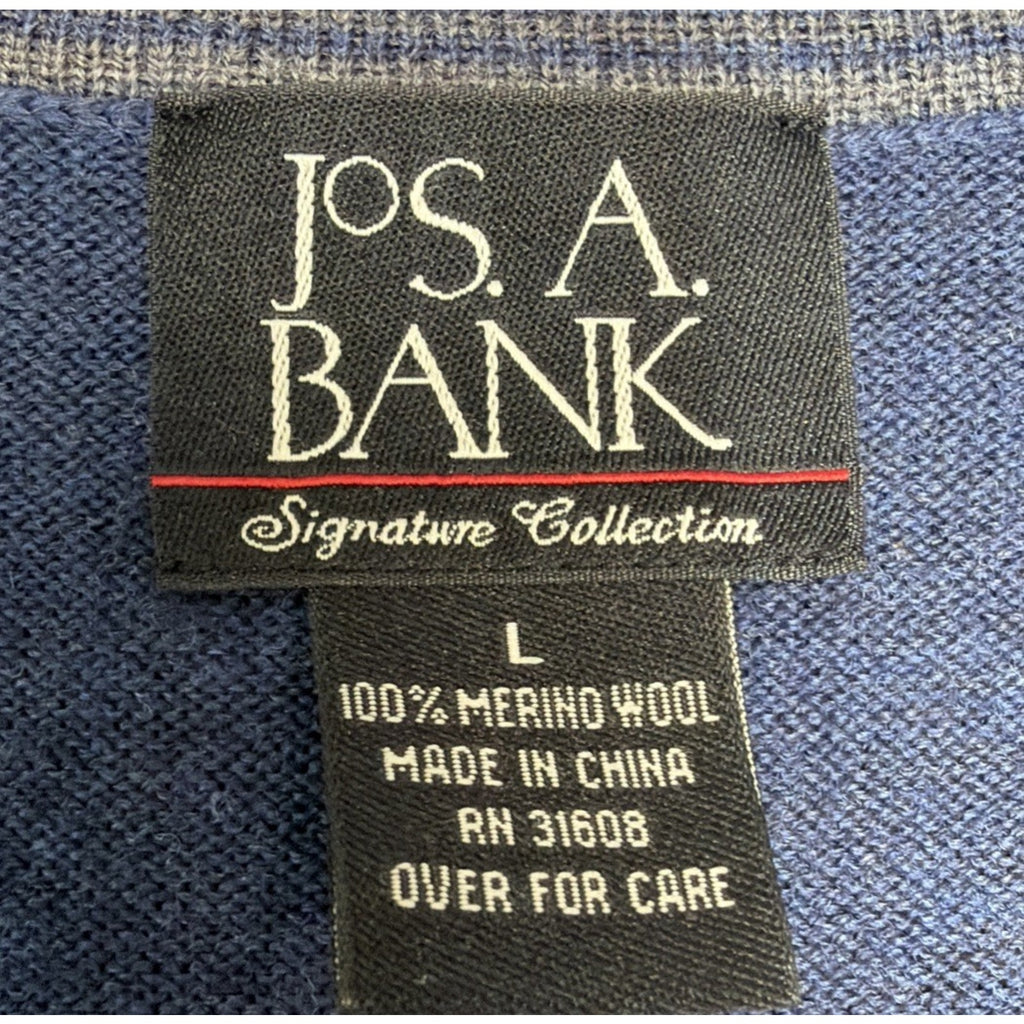 JoS. A.
BANK
Signature Collection
L
100% MERINO WOOL
MADE IN CHINA
RN 31608
OVER FOR CARE